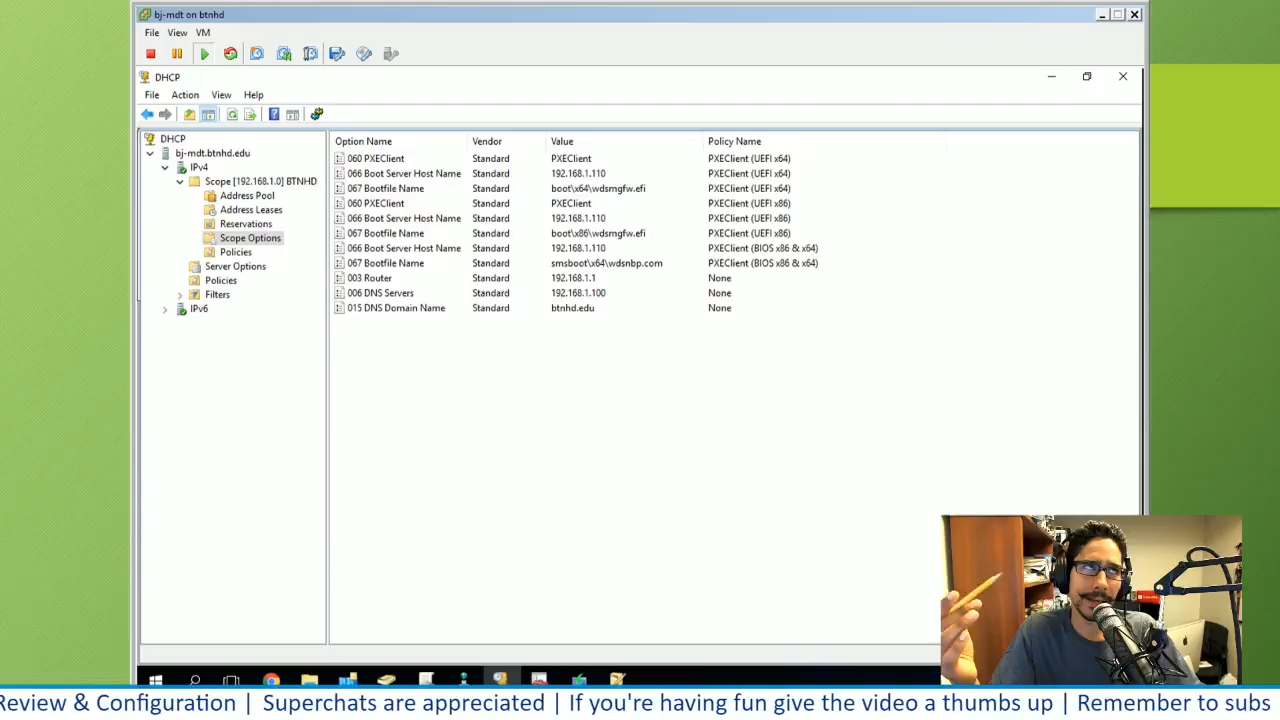 bj-mdt on btnhd
File View VM
DHCP
File Action View Help
DHCP
bj-mdt.btnhd.edu
IPv4
Scope [192.168.1.0] BTNHD
Address Pool
Address Leases
Reservations
Scope Options
Policies
Server Options
Policies
Filters
IPv6
Option Name Vendor Value Policy Name
060 PXEClient Standard PXEClient PXEClient (UEFI x64)
066 Boot Server Host Name Standard 192.168.1.110 PXEClient (UEFI x64)
067 Bootfile Name Standard boot\x64\wdsmgfw.efi PXEClient (UEFI x64)
060 PXEClient Standard PXEClient PXEClient (UEFI x86)
066 Boot Server Host Name Standard 192.168.1.110 PXEClient (UEFI x86)
067 Bootfile Name Standard boot\x86\wdsmgfw.efi PXEClient (UEFI x86)
066 Boot Server Host Name Standard 192.168.1.110 PXEClient (BIOS x86 & x64)
067 Bootfile Name Standard smsboot\x64\wdsnbp.com PXEClient (BIOS x86 & x64)
003 Router Standard 192.168.1.1 None
006 DNS Servers Standard 192.168.1.100 None
015 DNS Domain Name Standard btnhd.edu None
Review & Configuration | Superchats are appreciated | If you're having fun give the video a thumbs up | Remember to subs